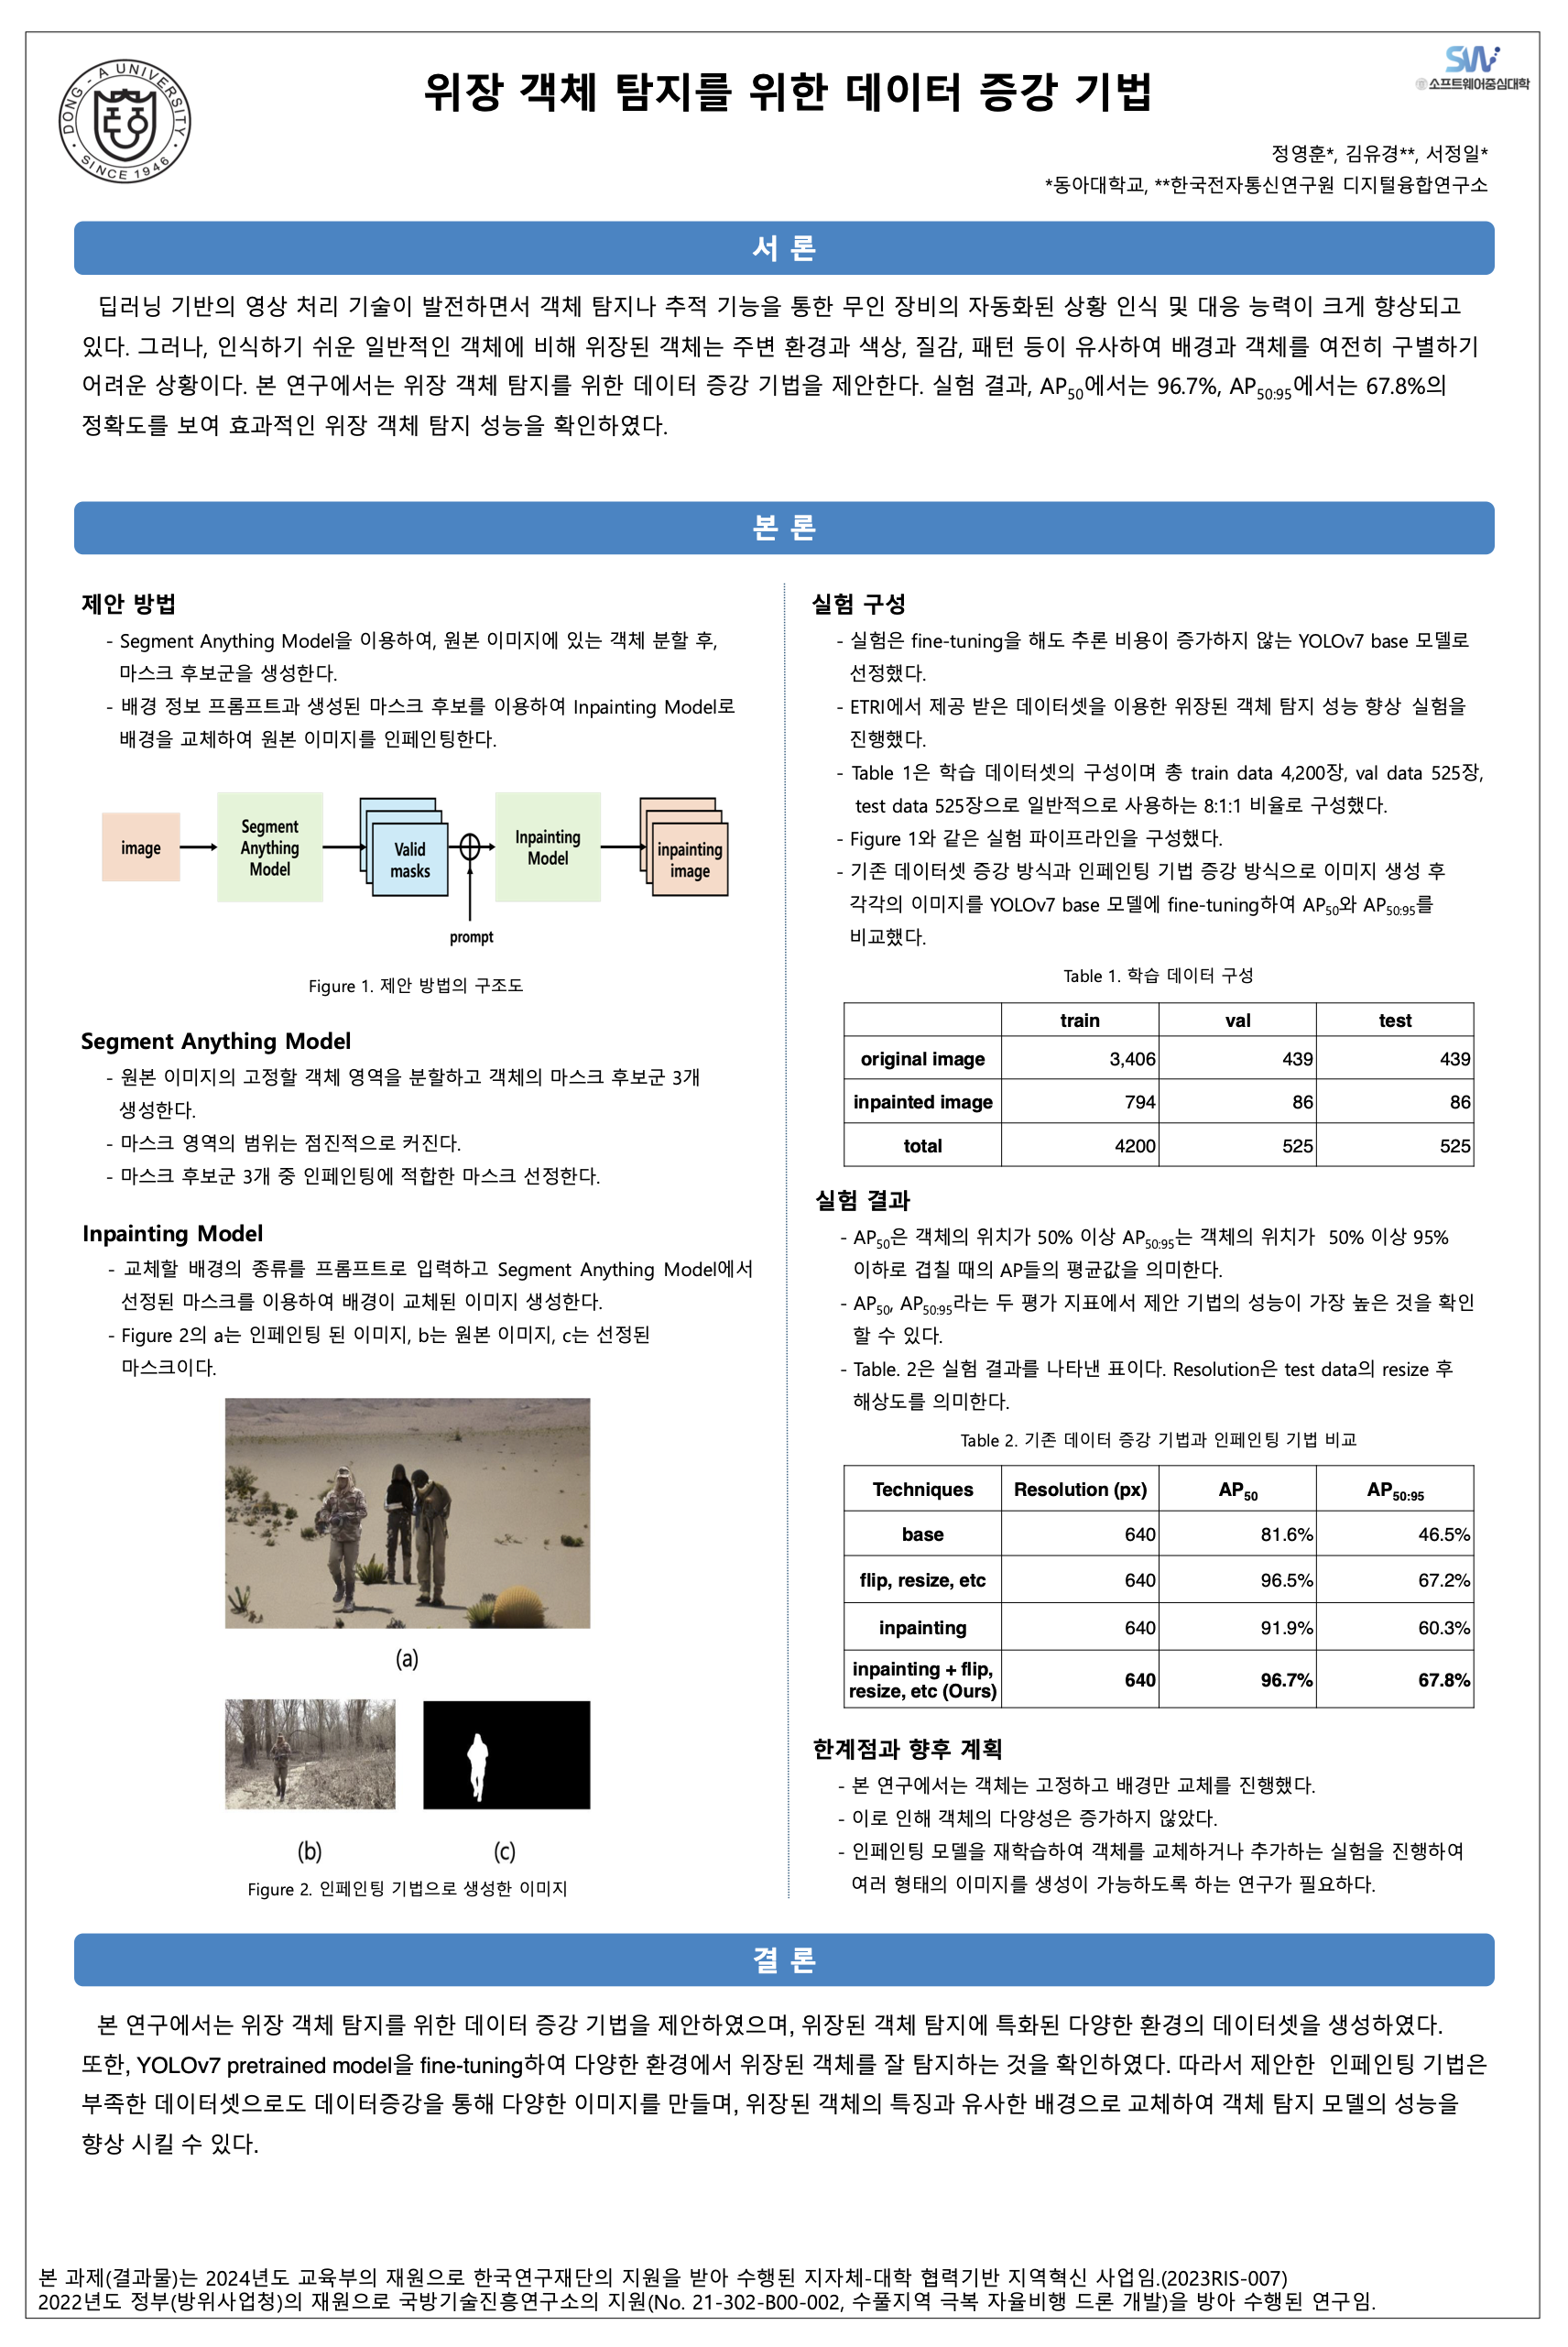 DONG-A UNIVERSITY
SINCE 1946
위장 객체 탐지를 위한 데이터 증강 기법
SW
소프트웨어중심대학
정영훈*, 김유경**, 서정일*
*동아대학교, **한국전자통신연구원 디지털융합연구소
서 론
딥러닝 기반의 영상 처리 기술이 발전하면서 객체 탐지나 추적 기능을 통한 무인 장비의 자동화된 상황 인식 및 대응 능력이 크게 향상되고
있다. 그러나, 인식하기 쉬운 일반적인 객체에 비해 위장된 객체는 주변 환경과 색상, 질감, 패턴 등이 유사하여 배경과 객체를 여전히 구별하기
어려운 상황이다. 본 연구에서는 위장 객체 탐지를 위한 데이터 증강 기법을 제안한다. 실험 결과, AP50에서는 96.7%, AP50:95에서는 67.8%의
정확도를 보여 효과적인 위장 객체 탐지 성능을 확인하였다.
본 론
제안 방법
- Segment Anything Model을 이용하여, 원본 이미지에 있는 객체 분할 후,
마스크 후보군을 생성한다.
- 배경 정보 프롬프트과 생성된 마스크 후보를 이용하여 Inpainting Model로
배경을 교체하여 원본 이미지를 인페인팅한다.
image
Segment
Anything
Model
Valid
masks
prompt
Inpainting
Model
inpainting
image
Figure 1. 제안 방법의 구조도
Segment Anything Model
- 원본 이미지의 고정할 객체 영역을 분할하고 객체의 마스크 후보군 3개
생성한다.
- 마스크 영역의 범위는 점진적으로 커진다.
- 마스크 후보군 3개 중 인페인팅에 적합한 마스크 선정한다.
Inpainting Model
- 교체할 배경의 종류를 프롬프트로 입력하고 Segment Anything Model에서
선정된 마스크를 이용하여 배경이 교체된 이미지 생성한다.
- Figure 2의 a는 인페인팅 된 이미지, b는 원본 이미지, c는 선정된
마스크이다.
(a)
(b) (c)
Figure 2. 인페인팅 기법으로 생성한 이미지
실험 구성
- 실험은 fine-tuning을 해도 추론 비용이 증가하지 않는 YOLOv7 base 모델로
선정했다.
- ETRI에서 제공 받은 데이터셋을 이용한 위장된 객체 탐지 성능 향상 실험을
진행했다.
- Table 1은 학습 데이터셋의 구성이며 총 train data 4,200장, val data 525장,
test data 525장으로 일반적으로 사용하는 8:1:1 비율로 구성했다.
- Figure 1와 같은 실험 파이프라인을 구성했다.
- 기존 데이터셋 증강 방식과 인페인팅 기법 증강 방식으로 이미지 생성 후
각각의 이미지를 YOLOv7 base 모델에 fine-tuning하여 AP50와 AP50:95를
비교했다.
Table 1. 학습 데이터 구성
train val test
original image 3,406 439 439
inpainted image 794 86 86
total 4200 525 525
실험 결과
- AP50은 객체의 위치가 50% 이상 AP50:95는 객체의 위치가 50% 이상 95%
이하로 겹칠 때의 AP들의 평균값을 의미한다.
- AP50, AP50:95라는 두 평가 지표에서 제안 기법의 성능이 가장 높은 것을 확인
할 수 있다.
- Table. 2은 실험 결과를 나타낸 표이다. Resolution은 test data의 resize 후
해상도를 의미한다.
Table 2. 기존 데이터 증강 기법과 인페인팅 기법 비교
Techniques Resolution (px) AP50 AP50:95
base 640 81.6% 46.5%
flip, resize, etc 640 96.5% 67.2%
inpainting 640 91.9% 60.3%
inpainting + flip,
resize, etc (Ours) 640 96.7% 67.8%
한계점과 향후 계획
- 본 연구에서는 객체는 고정하고 배경만 교체를 진행했다.
- 이로 인해 객체의 다양성은 증가하지 않았다.
- 인페인팅 모델을 재학습하여 객체를 교체하거나 추가하는 실험을 진행하여
여러 형태의 이미지를 생성이 가능하도록 하는 연구가 필요하다.
결 론
본 연구에서는 위장 객체 탐지를 위한 데이터 증강 기법을 제안하였으며, 위장된 객체 탐지에 특화된 다양한 환경의 데이터셋을 생성하였다.
또한, YOLOv7 pretrained model을 fine-tuning하여 다양한 환경에서 위장된 객체를 잘 탐지하는 것을 확인하였다. 따라서 제안한 인페인팅 기법은
부족한 데이터셋으로도 데이터증강을 통해 다양한 이미지를 만들며, 위장된 객체의 특징과 유사한 배경으로 교체하여 객체 탐지 모델의 성능을
향상 시킬 수 있다.
본 과제(결과물)는 2024년도 교육부의 재원으로 한국연구재단의 지원을 받아 수행된 지자체-대학 협력기반 지역혁신 사업임.(2023RIS-007)
2022년도 정부(방위사업청)의 재원으로 국방기술진흥연구소의 지원(No. 21-302-B00-002, 수풀지역 극복 자율비행 드론 개발)을 방아 수행된 연구임.